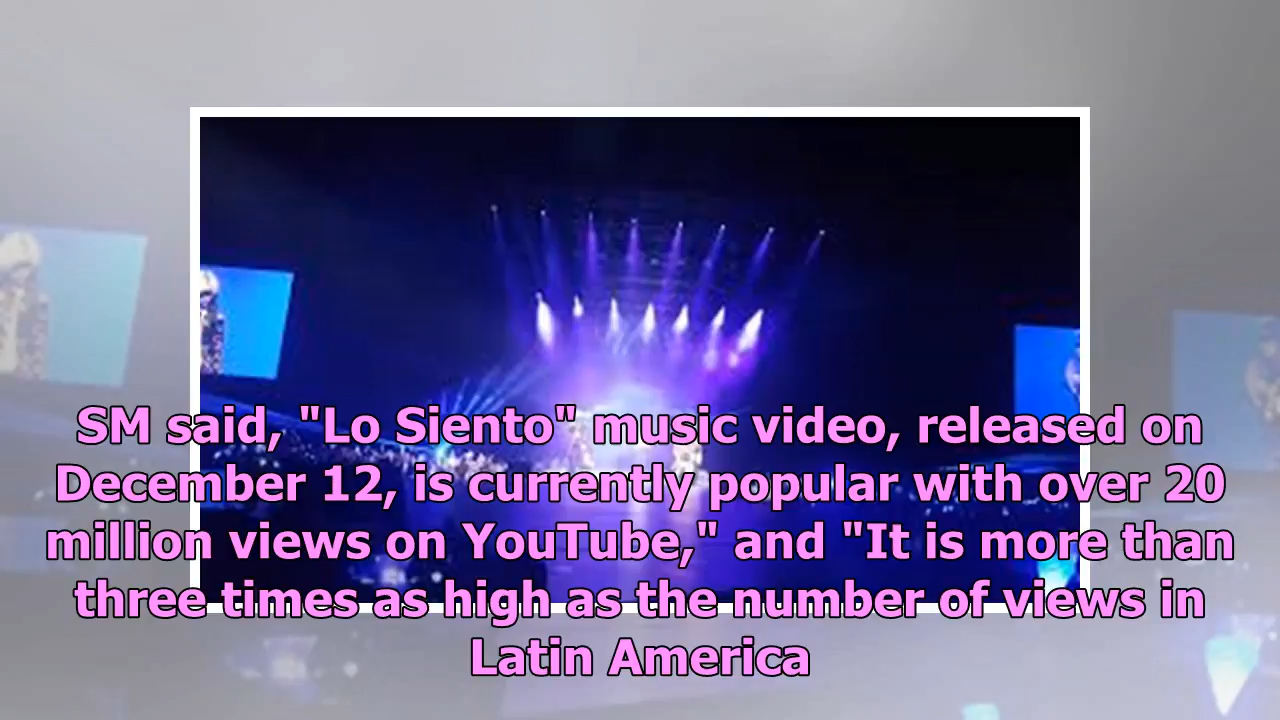 SM said, "Lo Siento" music video, released on
December 12, is currently popular with over 20
million views on YouTube," and "It is more than
three times as high as the number of views in
Latin America